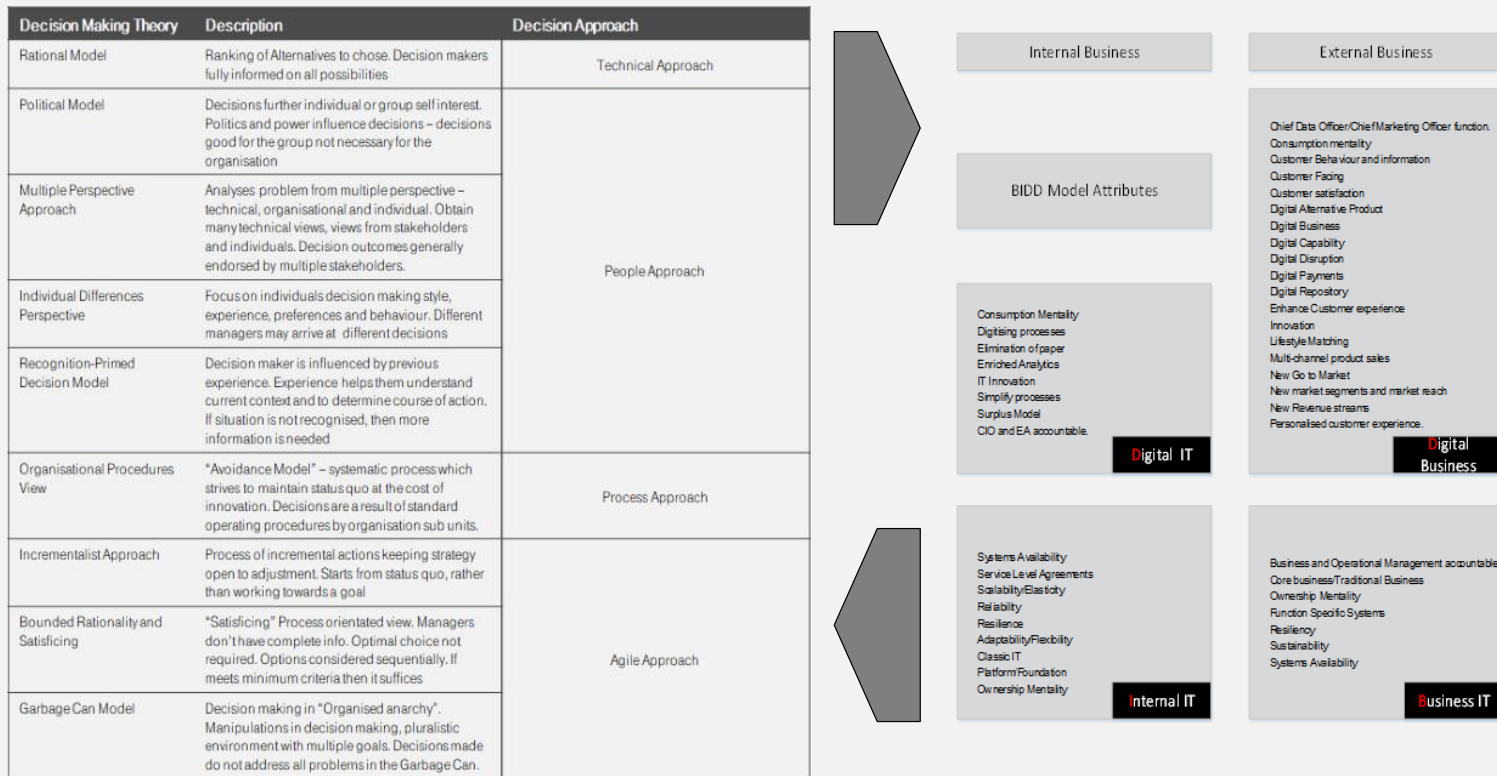 Decision Making Theory Description Decision Approach
Rational Model
Ranking of Alternatives to chose. Decision makers
fully informed on all possibilities
Technical Approach
Political Model
Decisions further individual or group self interest.
Politics and power influence decisions – decisions
good for the group not necessary for the
organisation
Multiple Perspective
Approach
Analyses problem from multiple perspective –
technical, organisational and individual. Obtain
many technical views, views from stakeholders
and individuals. Decision outcomes generally
endorsed by multiple stakeholders.
People Approach
Individual Differences
Perspective
Focus on individuals decision making style,
experience, preferences and behaviour. Different
managers may arrive at different decisions
Recognition-Primed
Decision Model
Decision maker is influenced by previous
experience. Experience helps them understand
current context and to determine course of action.
If situation is not recognised, then more
information is needed
Organisational Procedures
View
"Avoidance Model" – systematic process which
strives to maintain status quo at the cost of
innovation. Decisions are a result of standard
operating procedures by organisation sub units.
Process Approach
Incrementalist Approach
Process of incremental actions keeping strategy
open to adjustment. Starts from status quo, rather
than working towards a goal
Bounded Rationality and
Satisficing
"Satisficing" Process orientated view. Managers
don't have complete info. Optimal choice not
required. Options considered sequentially. If
meets minimum criteria then it suffices
Agile Approach
Garbage Can Model
Decision making in "Organised anarchy".
Manipulations in decision making, pluralistic
environment with multiple goals. Decisions made
do not address all problems in the Garbage Can.
Internal Business
External Business
BIDD Model Attributes
Chief Data Officer/Chief Marketing Officer function.
Consumption mentality
Customer Behaviour and information
Customer Facing
Customer satisfaction
Digital Alternative Product
Digital Business
Digital Capability
Digital Disruption
Digital Payments
Digital Repository
Enhance Customer experience
Innovation
Lifestyle Matching
Multi-channel product sales
New Go to Market
New market segments and market reach
New Revenue streams
Personalised customer experience.
Digital
Business
Consumption Mentality
Digitising processes
Elimination of paper
Enriched Analytics
IT Innovation
Simplify processes
Surplus Model
CIO and EA accountable.
Digital IT
Systems Availability
Service Level Agreements
Scalability/Elasticity
Reliability
Resilience
Adaptability/Flexibility
Classic IT
Platform/Foundation
Ownership Mentality
Internal IT
Business and Operational Management accountable
Core business/Traditional Business
Ownership Mentality
Function Specific Systems
Resiliency
Sustainability
Systems Availability
Business IT